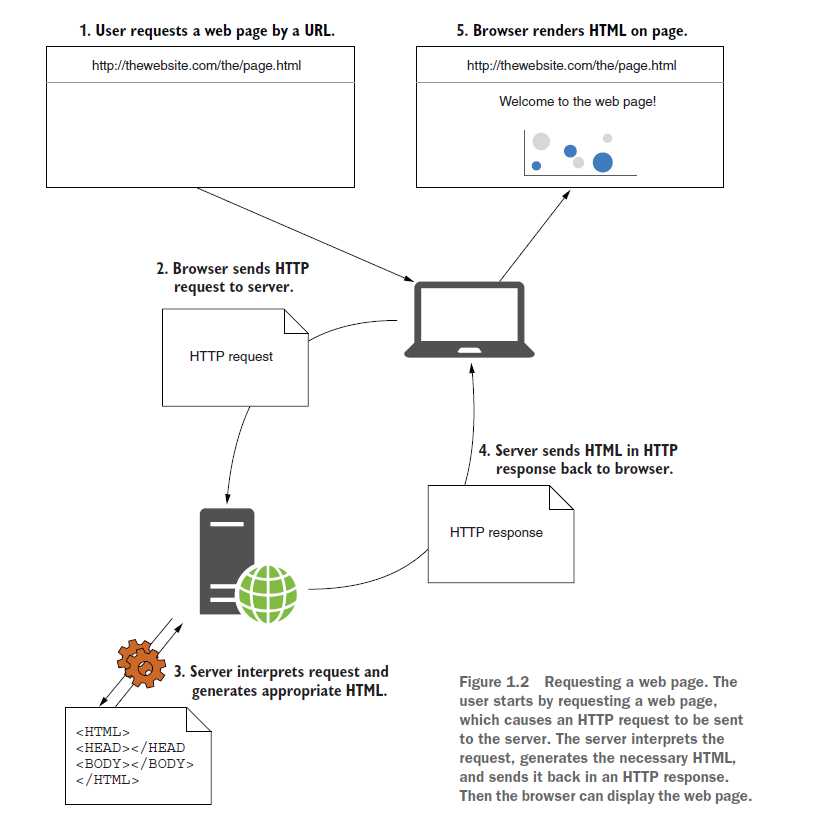 1. User requests a web page by a URL.
http://thewebsite.com/the/page.html
5. Browser renders HTML on page.
http://thewebsite.com/the/page.html
Welcome to the web page!
2. Browser sends HTTP
request to server.
HTTP request
4. Server sends HTML in HTTP
response back to browser.
HTTP response
3. Server interprets request and
generates appropriate HTML.
<HTML>
<HEAD></HEAD
<BODY></BODY>
</HTML>
Figure 1.2 Requesting a web page. The
user starts by requesting a web page,
which causes an HTTP request to be sent
to the server. The server interprets the
request, generates the necessary HTML,
and sends it back in an HTTP response.
Then the browser can display the web page.